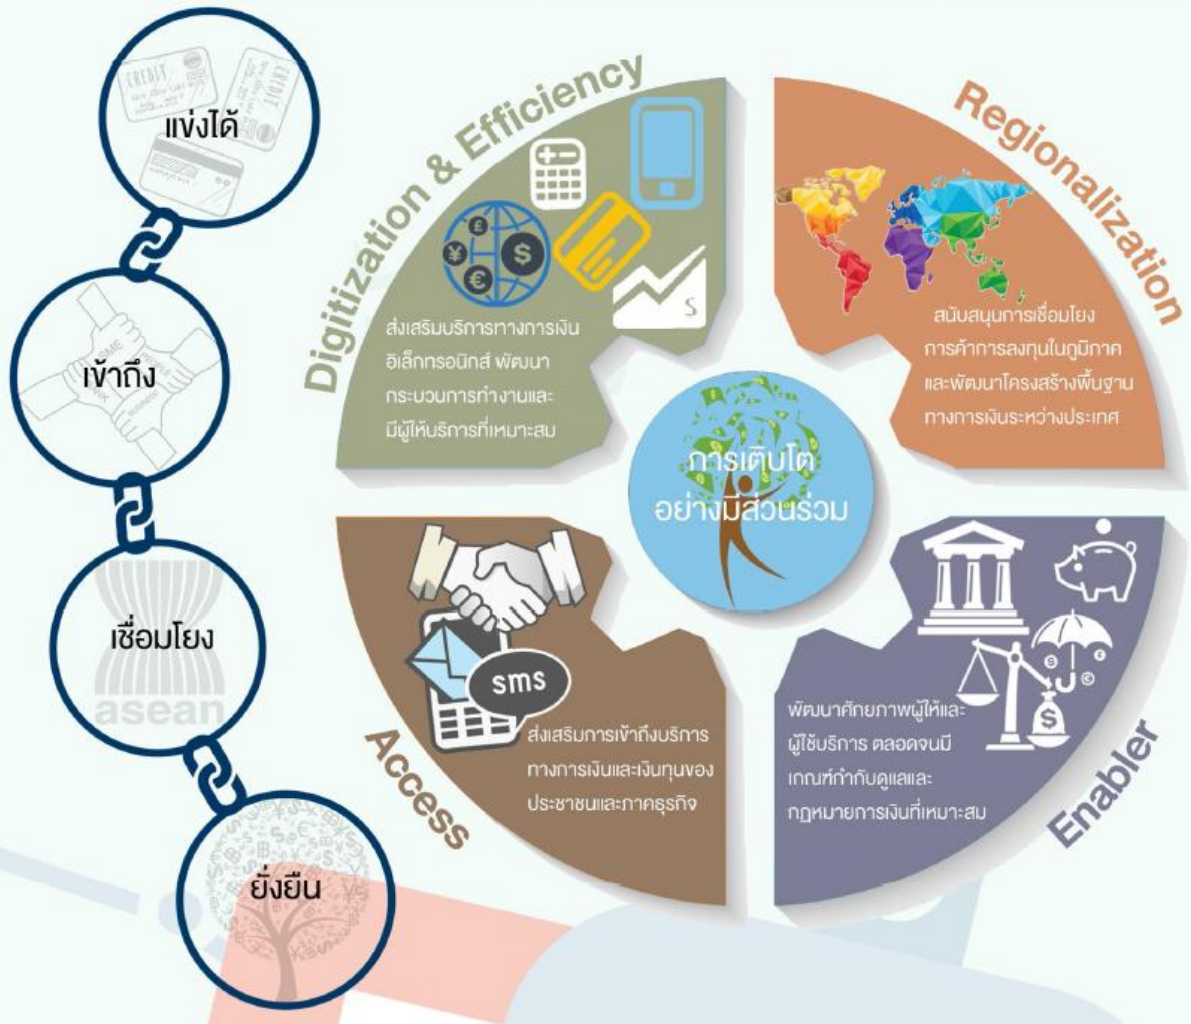 แข่งได้
CREDIT
CREDIT
เข้าถึง
SME
เชื่อมโยง
asean
ยั่งยืน
Digitization & Efficiency
ส่งเสริมบริการทางการเงิน
อิเล็กทรอนิกส์ พัฒนา
กระบวนการทำงานและ
มีผู้ให้บริการที่เหมาะสม
Regionalization
สนับสนุนการเชื่อมโยง
การค้าการลงทุนในภูมิภาค
และพัฒนาโครงสร้างพื้นฐาน
ทางการเงินระหว่างประเทศ
การเติบโต
อย่างมีส่วนร่วม
Access
sms
ส่งเสริมการเข้าถึงบริการ
ทางการเงินและเงินทุนของ
ประชาชนและภาคธุรกิจ
Enabler
พัฒนาศักยภาพผู้ให้และ
ผู้ใช้บริการ ตลอดจนมี
เกณฑ์กำกับดูแลและ
กฎหมายการเงินที่เหมาะสม